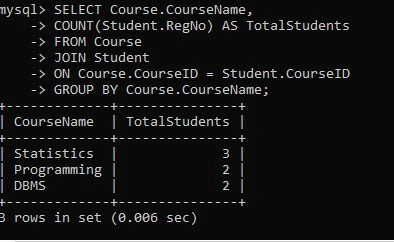 mysql> SELECT Course.CourseName,
    -> COUNT(Student.RegNo) AS TotalStudents
    -> FROM Course
    -> JOIN Student
    -> ON Course.CourseID = Student.CourseID
    -> GROUP BY Course.CourseName;
+-------------+---------------+
| CourseName  | TotalStudents |
+-------------+---------------+
| Statistics  |             3 |
| Programming |             2 |
| DBMS        |             2 |
+-------------+---------------+
3 rows in set (0.006 sec)